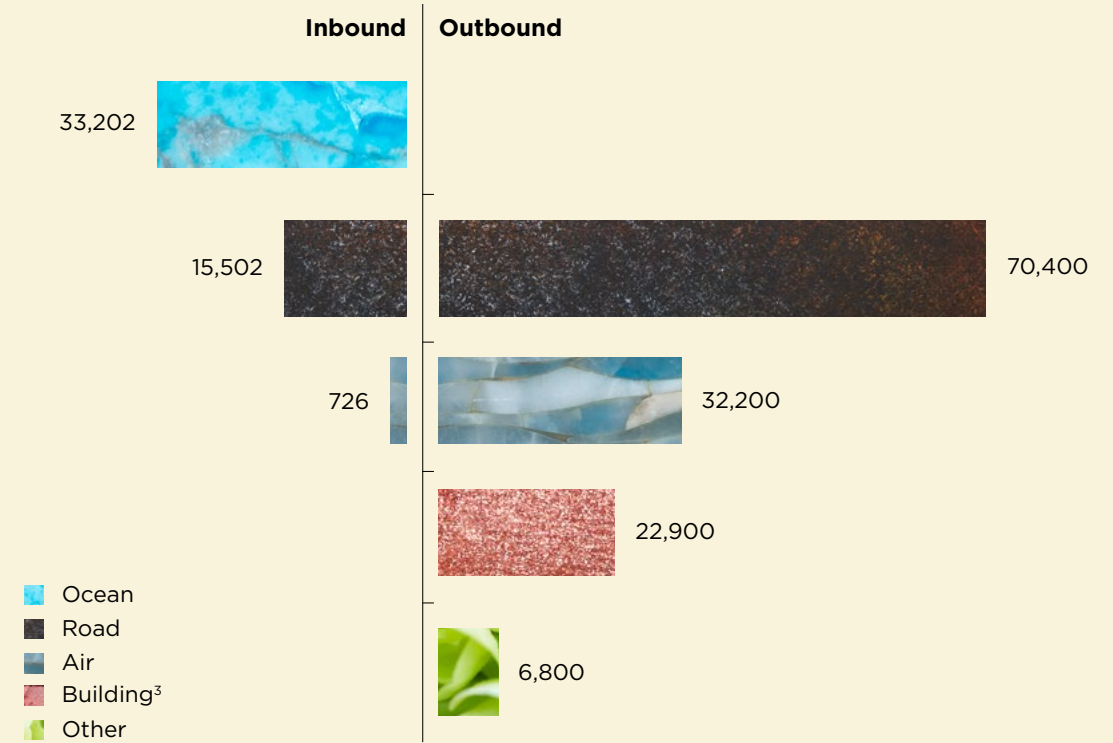 Inbound Outbound
33,202
15,502 70,400
726 32,200
22,900
6,800
Ocean
Road
Air
Building³
Other